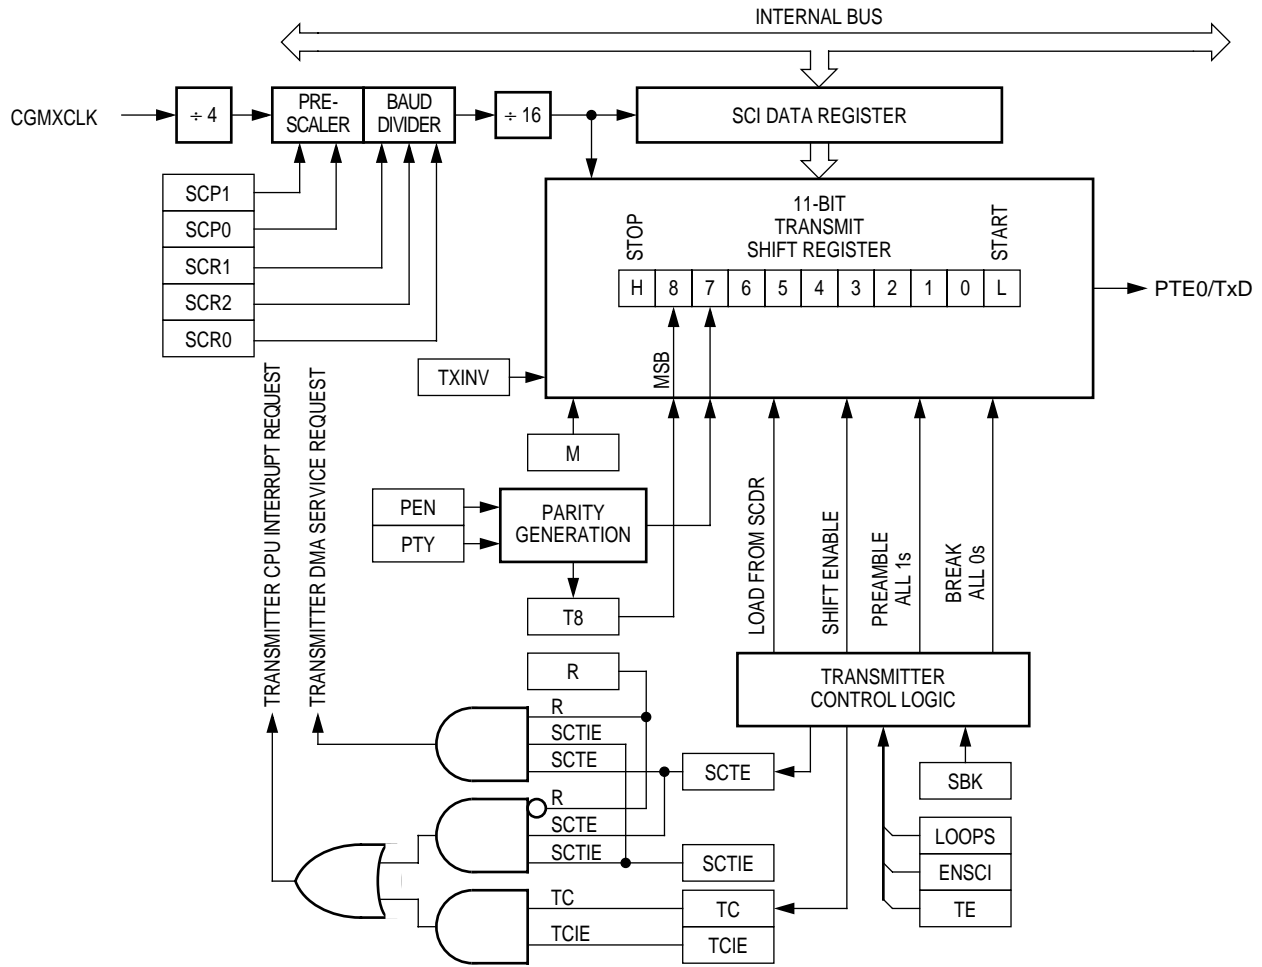 INTERNAL BUS
CGMXCLK
÷ 4
PRE-
SCALER
BAUD
DIVIDER
÷ 16
SCI DATA REGISTER
SCP1
SCP0
SCR1
SCR2
SCR0
11-BIT
TRANSMIT
SHIFT REGISTER
STOP
START
H 8 7 6 5 4 3 2 1 0 L
PTE0/TxD
TXINV
MSB
M
TRANSMITTER CPU INTERRUPT REQUEST
TRANSMITTER DMA SERVICE REQUEST
PEN
PTY
PARITY
GENERATION
T8
LOAD FROM SCDR
SHIFT ENABLE
PREAMBLE
ALL 1s
BREAK
ALL 0s
R
TRANSMITTER
CONTROL LOGIC
R
SCTIE
SCTE
SCTE
SBK
R
SCTE
SCTIE
SCTIE
LOOPS
ENSCI
TE
TC
TC
TCIE
TCIE